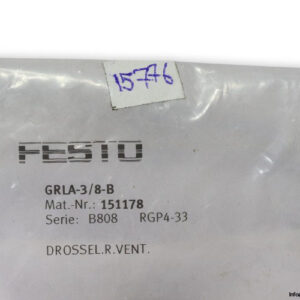 15776
FESTO
GRLA-3/8-B
Mat.-Nr.: 151178
Serie: B808 RGP4-33
DROSSEL.R.VENT.